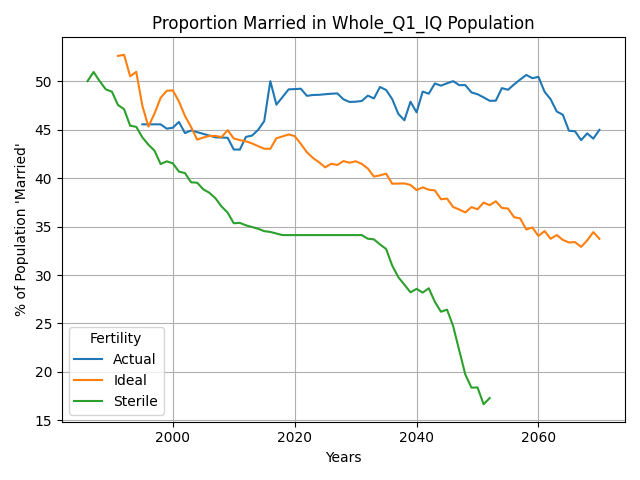 Proportion Married in Whole_Q1_IQ Population
% of Population 'Married'
50
45
40
35
30
25
20
15
Fertility
Actual
Ideal
Sterile
2000 2020 2040 2060
Years